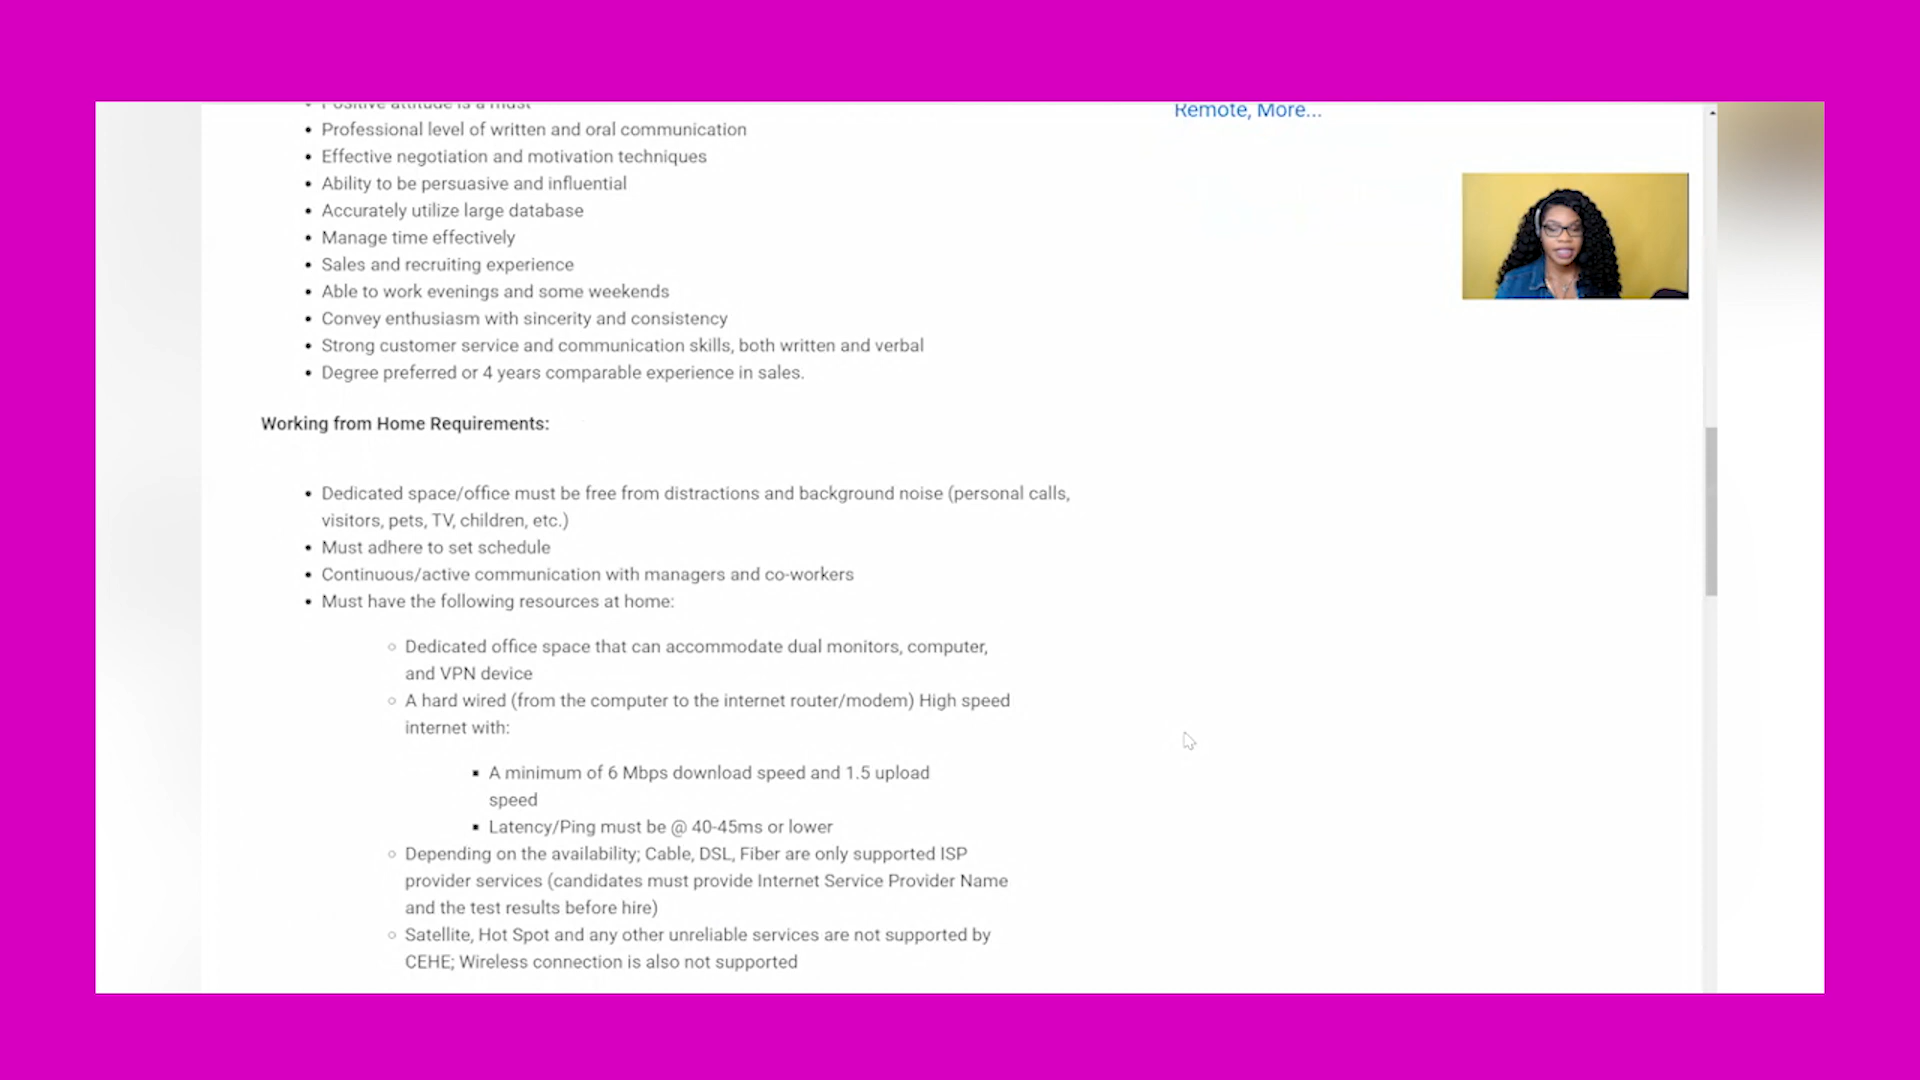 Positive attitude is a must
Remote, More...
Professional level of written and oral communication
Effective negotiation and motivation techniques
Ability to be persuasive and influential
Accurately utilize large database
Manage time effectively
Sales and recruiting experience
Able to work evenings and some weekends
Convey enthusiasm with sincerity and consistency
Strong customer service and communication skills, both written and verbal
Degree preferred or 4 years comparable experience in sales.
Working from Home Requirements:
Dedicated space/office must be free from distractions and background noise (personal calls,
visitors, pets, TV, children, etc.)
Must adhere to set schedule
Continuous/active communication with managers and co-workers
Must have the following resources at home:
Dedicated office space that can accommodate dual monitors, computer,
and VPN device
A hard wired (from the computer to the internet router/modem) High speed
internet with:
A minimum of 6 Mbps download speed and 1.5 upload
speed
Latency/Ping must be @ 40-45ms or lower
Depending on the availability; Cable, DSL, Fiber are only supported ISP
provider services (candidates must provide Internet Service Provider Name
and the test results before hire)
Satellite, Hot Spot and any other unreliable services are not supported by
CEHE; Wireless connection is also not supported